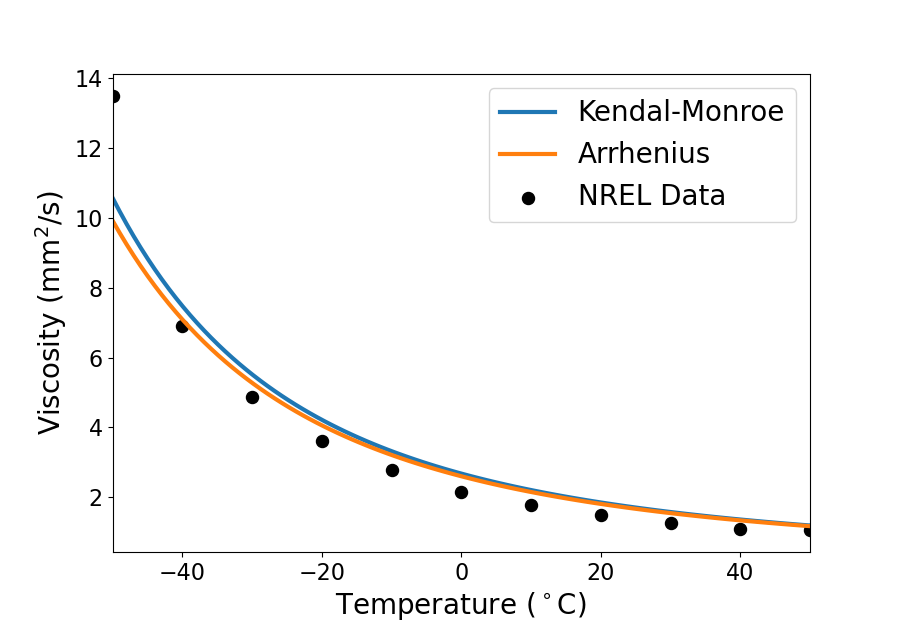 14
12
10
8
6
4
2
Viscosity (mm²/s)
Kendal-Monroe
Arrhenius
NREL Data
−40
−20
0
20
40
Temperature (°C)